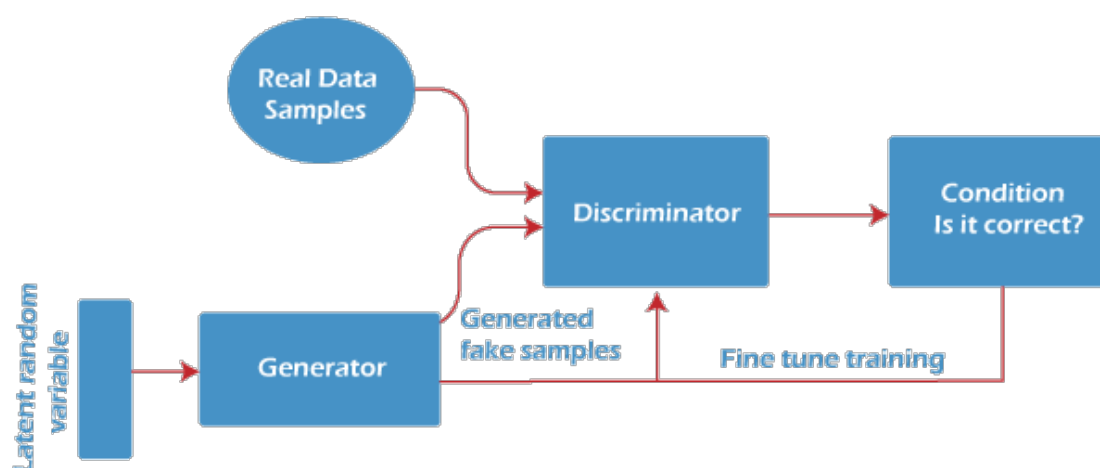 Real Data
Samples
Discriminator
Condition
Is it correct?
Latent random
variable
Generator
Generated
fake samples
Fine tune training